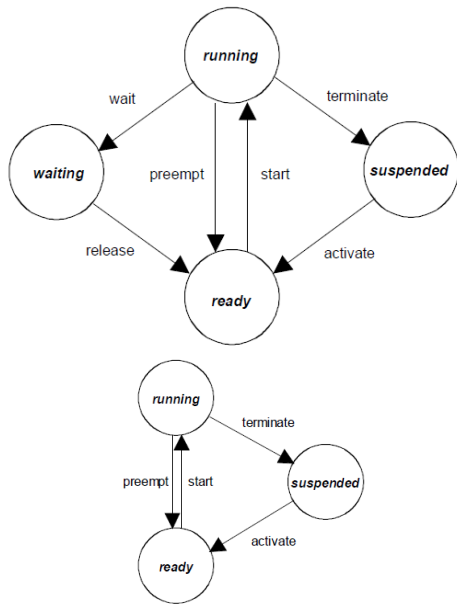 running
wait
terminate
waiting
preempt
start
suspended
release
activate
ready
running
terminate
preempt
start
suspended
activate
ready